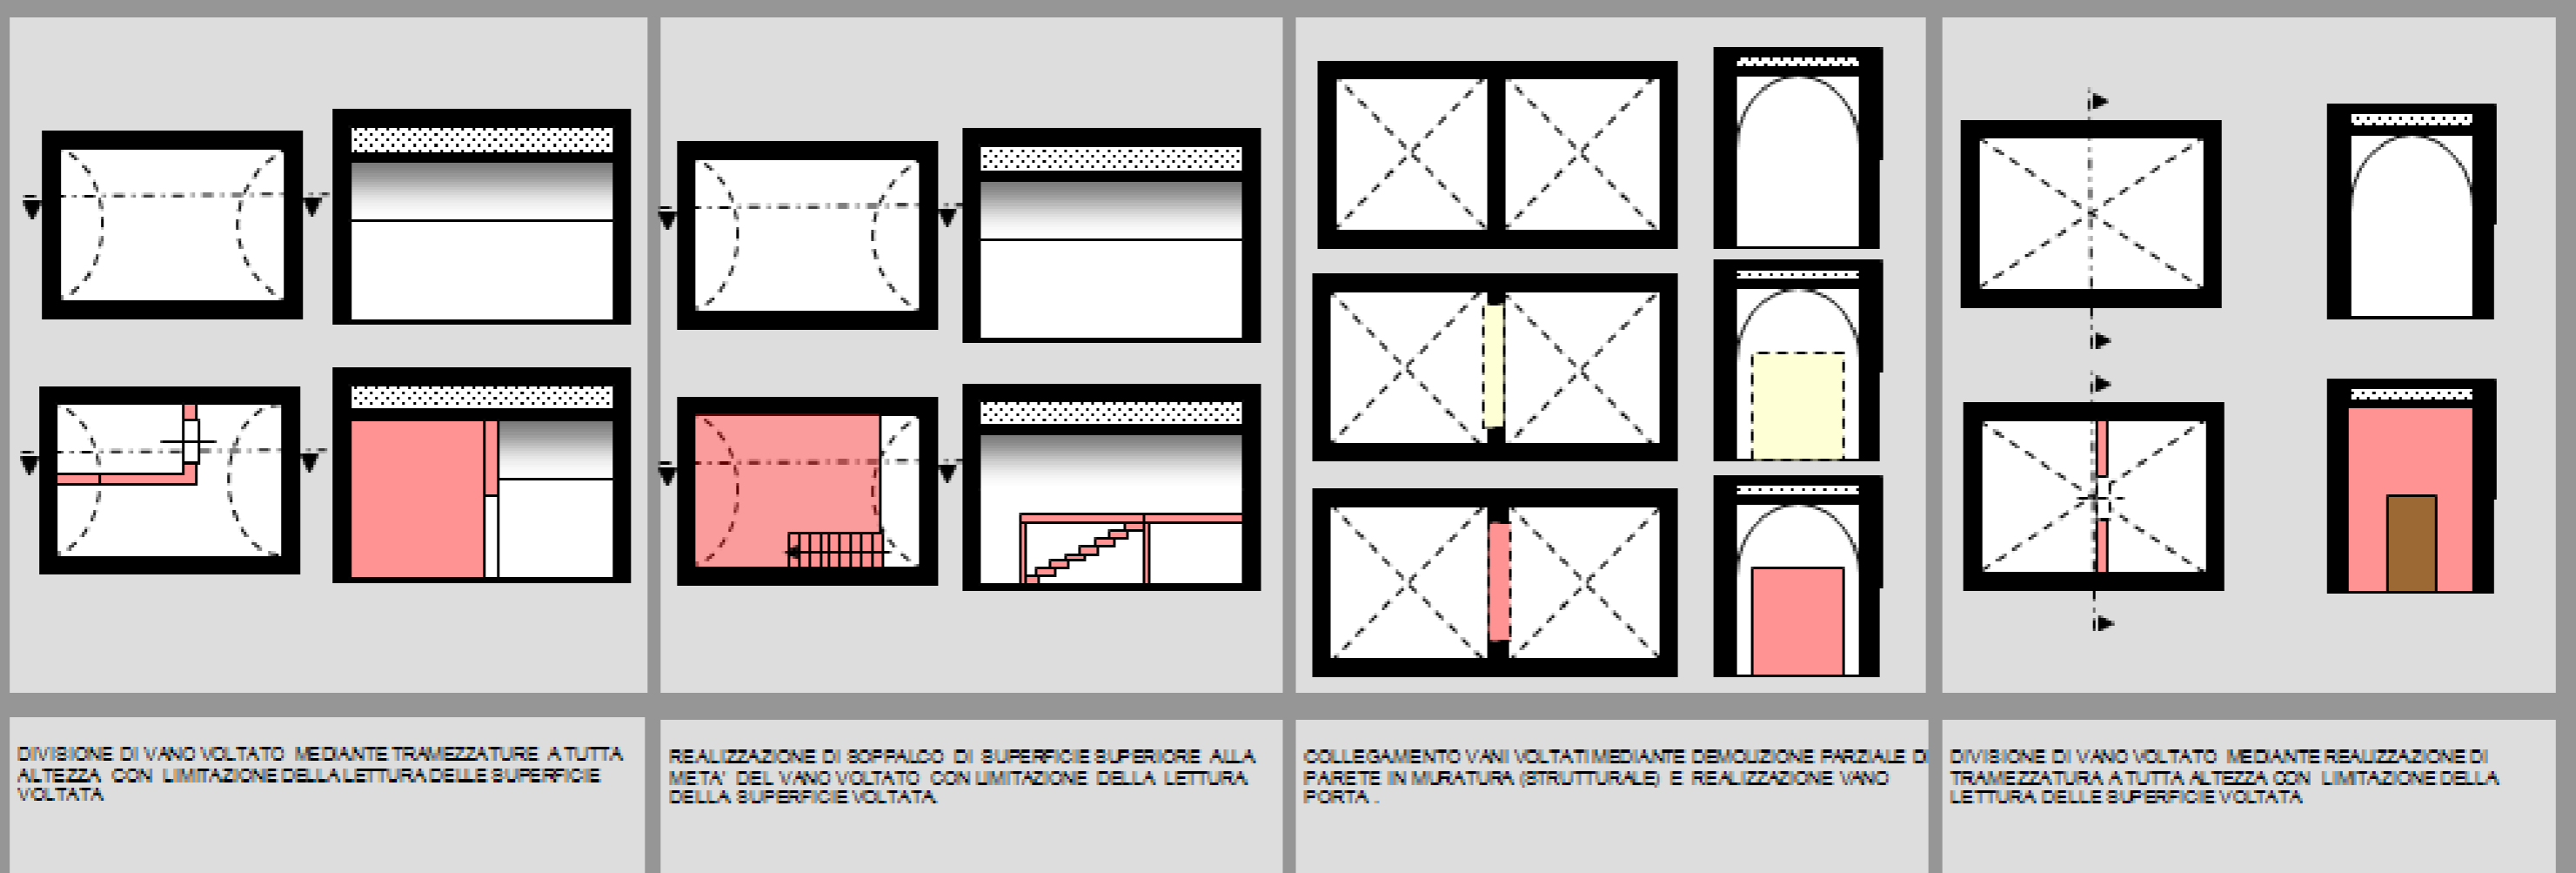 DIVISIONE DI VANO VOLTATO MEDIANTE TRAMEZZATURE A TUTTA
ALTEZZA CON LIMITAZIONE DELLA LETTURA DELLE SUPERFICIE
VOLTATA
REALIZZAZIONE DI SOPPALCO DI SUPERFICIE SUPERIORE ALLA
META' DEL VANO VOLTATO CON LIMITAZIONE DELLA LETTURA
DELLA SUPERFICIE VOLTATA.
COLLEGAMENTO VANI VOLTATI MEDIANTE DEMOLIZIONE PARZIALE DI
PARETE IN MURATURA (STRUTTURALE) E REALIZZAZIONE VANO
PORTA .
DIVISIONE DI VANO VOLTATO MEDIANTE REALIZZAZIONE DI
TRAMEZZATURA A TUTTA ALTEZZA CON LIMITAZIONE DELLA
LETTURA DELLE SUPERFICIE VOLTATA